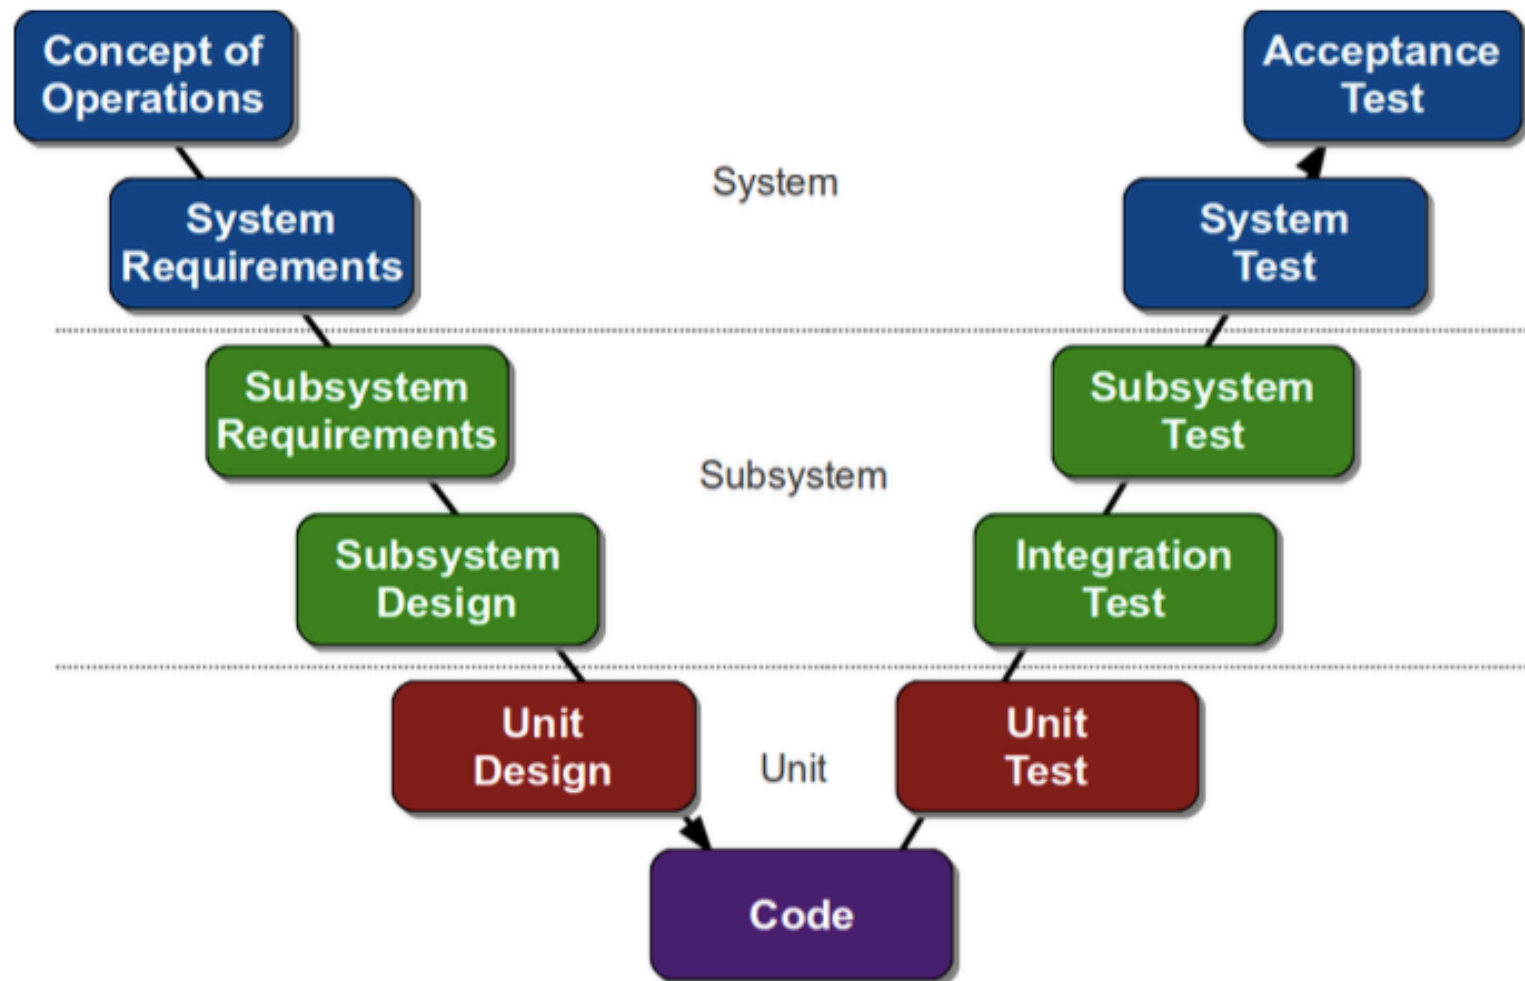 Concept of
Operations
Acceptance
Test
System
System
Requirements
System
Test
Subsystem
Requirements
Subsystem
Test
Subsystem
Subsystem
Design
Integration
Test
Unit
Design
Unit
Unit
Test
Code